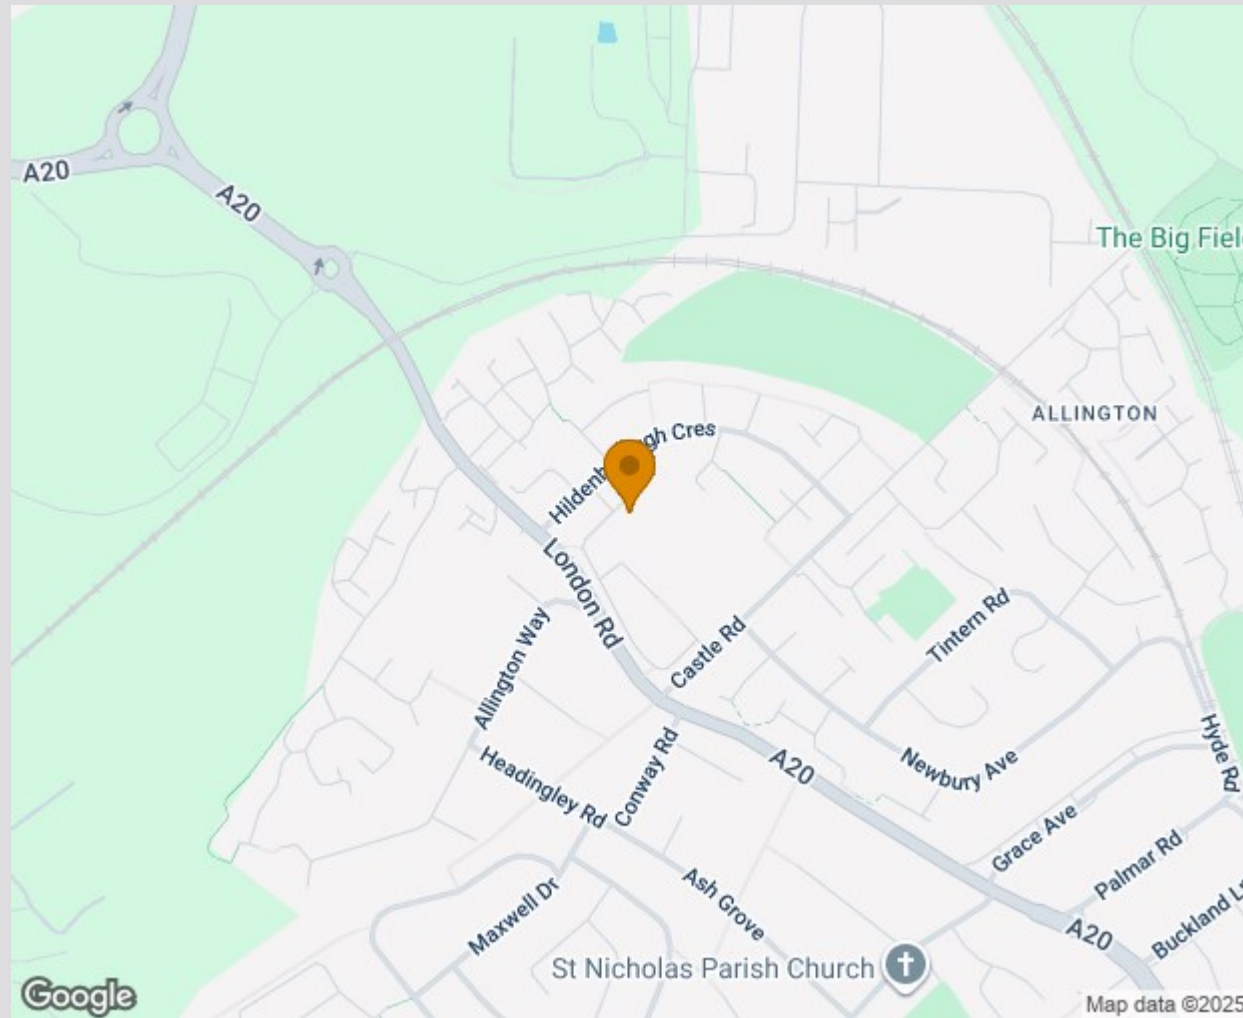 A20
A20
The Big Fiel
ALLINGTON
Hildenb
ugh Cres
London Rd
Tintern Rd
Castle Rd
Allington Way
Hyde Rd
Conway Rd
A20
Newbury Ave
Headingley Rd
Grace Ave
Palmar Rd
Maxwell Dr
Ash Grove
Buckland L
A20
St Nicholas Parish Church
Google
Map data ©2025